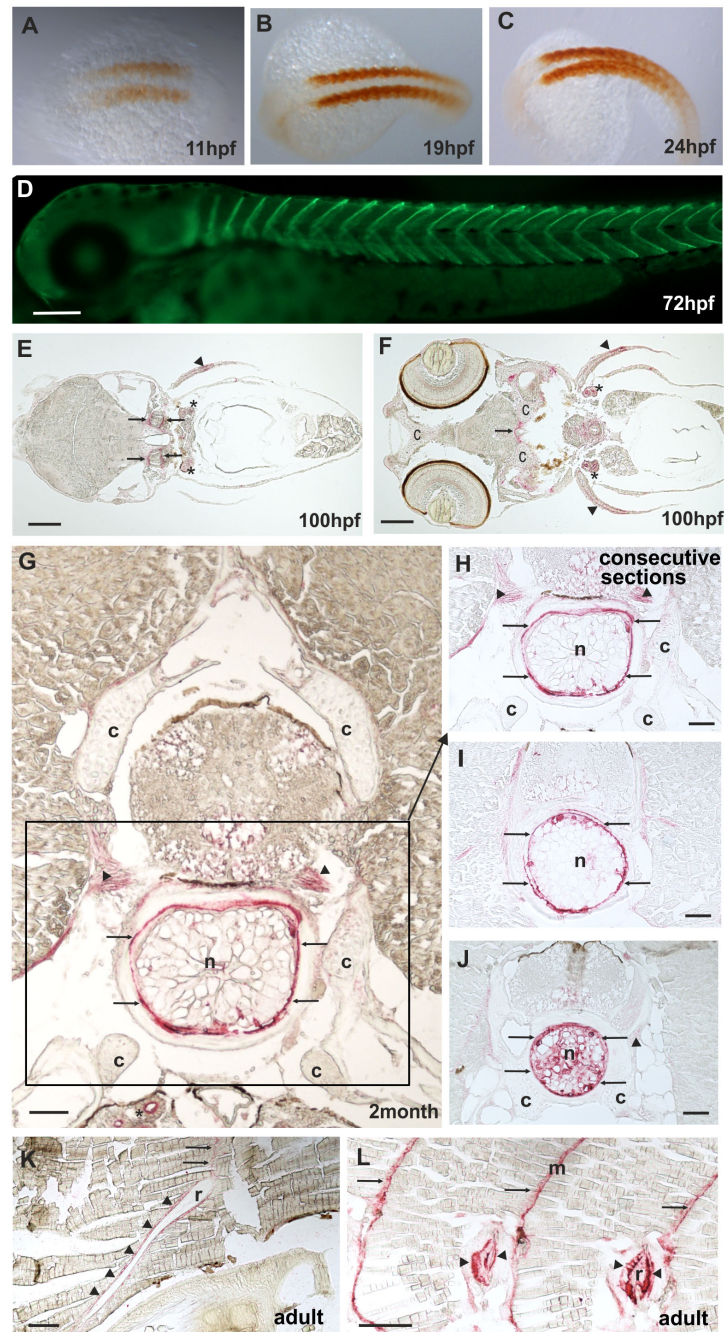 A
11hpf
B
19hpf
C
24hpf
D
72hpf
E
*
*
100hpf
F
C
*
C
C
*
100hpf
G
c
c
n
c
c
c
*
2month
H
consecutive
sections
n
c
c
c
I
n
J
n
c
c
K
r
adult
L
m
r
adult